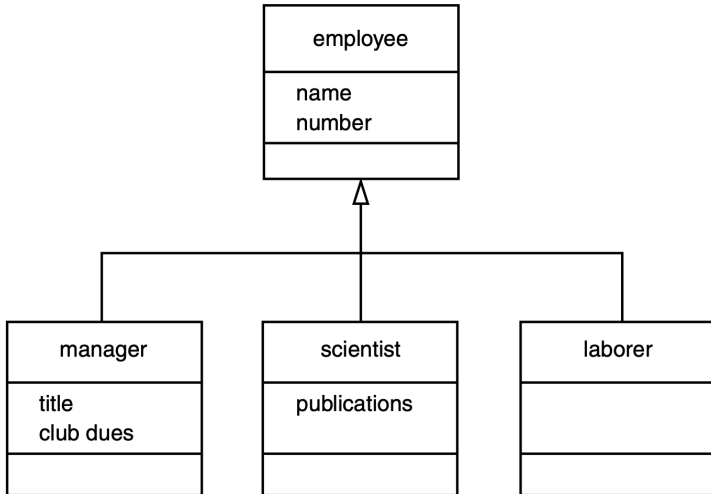 employee
name
number
manager
title
club dues
scientist
publications
laborer